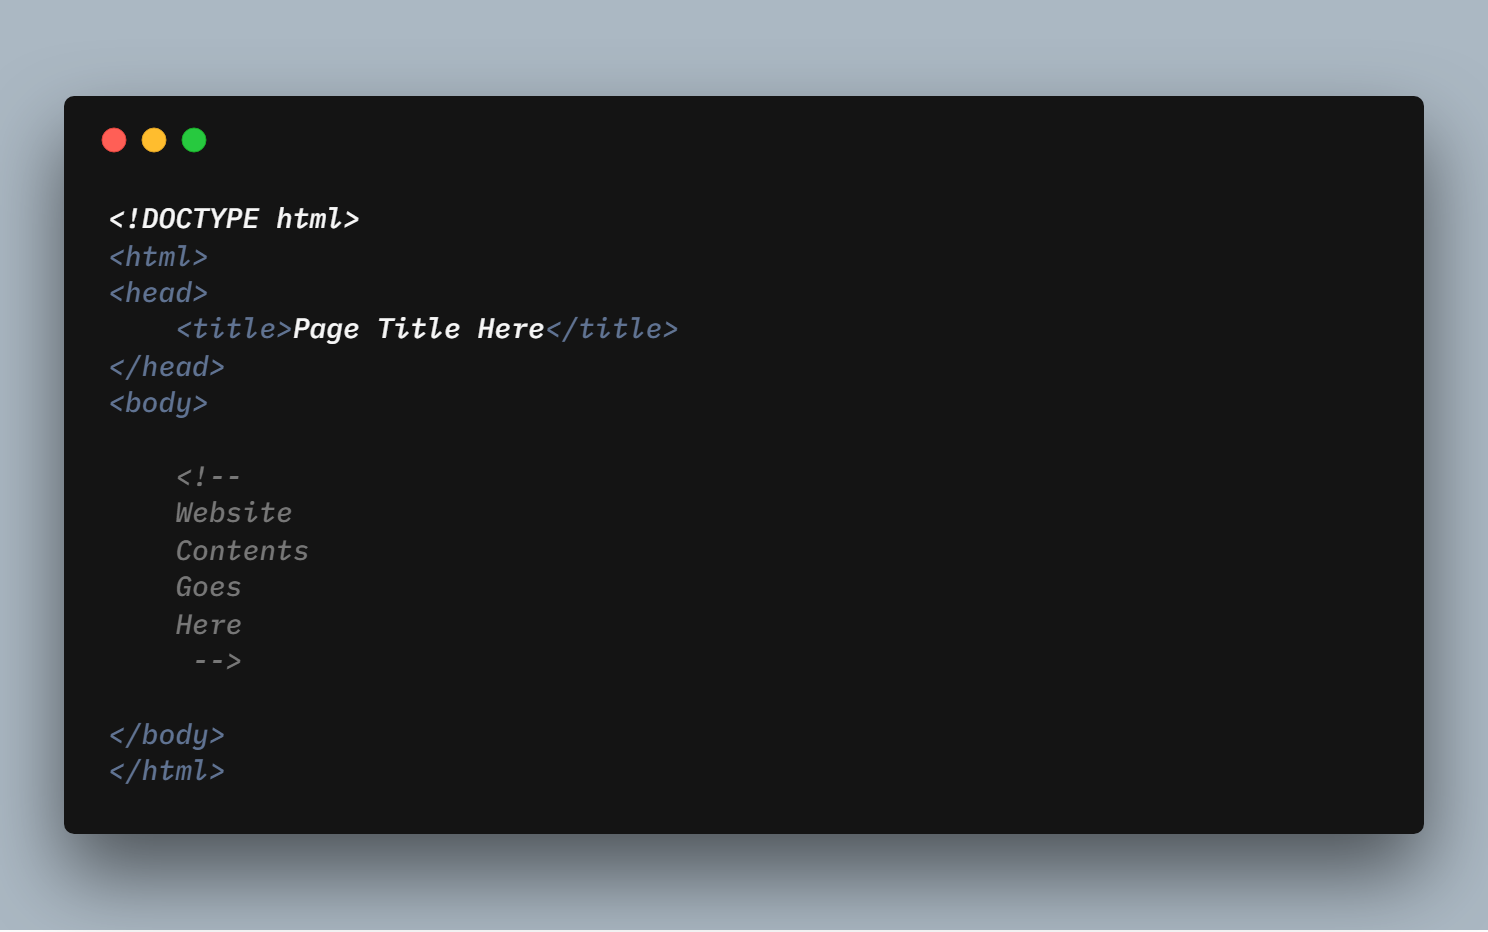 <!DOCTYPE html>
<html>
<head>
    <title>Page Title Here</title>
</head>
<body>

    <!--
    Website
    Contents
    Goes
    Here
     -->

</body>
</html>